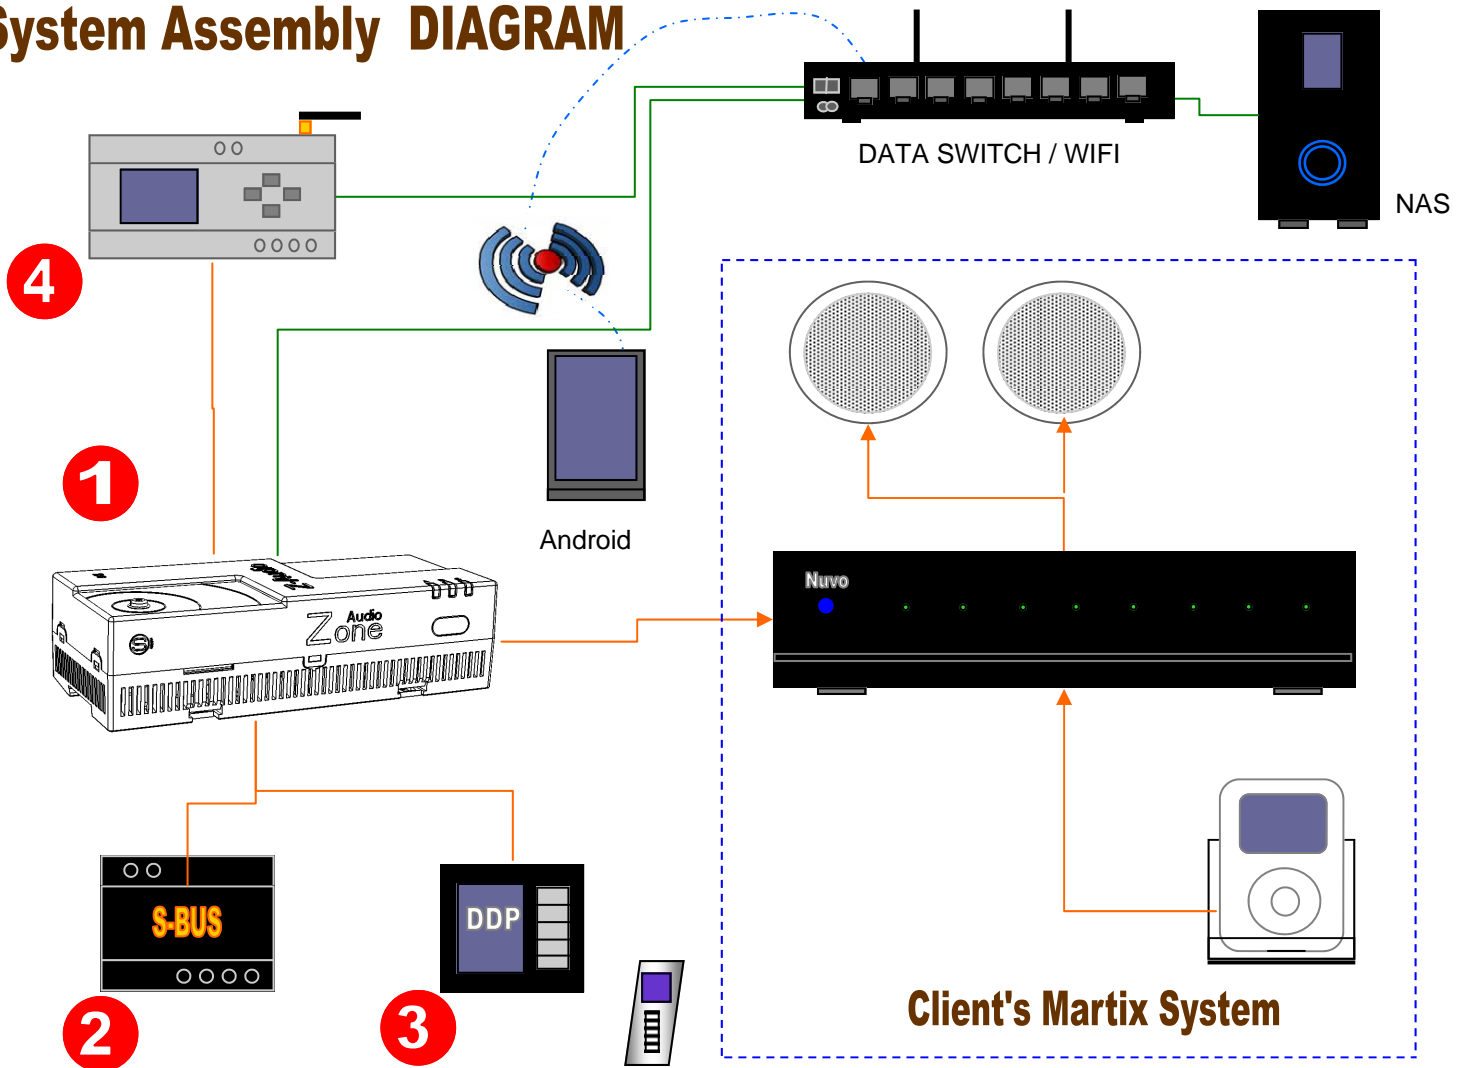 System Assembly DIAGRAM
DATA SWITCH / WIFI
NAS
4
1
Android
Nuvo
Z-Audio
Audio
Zone
S-BUS
DDP
2
3
Client's Martix System